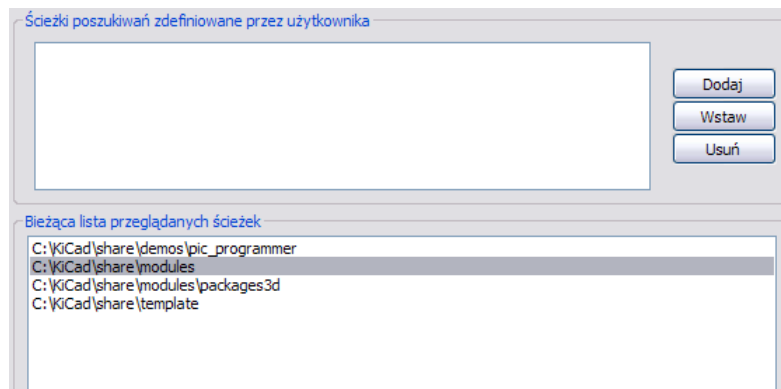 Ścieżki poszukiwań zdefiniowane przez użytkownika
Dodaj
Wstaw
Usuń
Bieżąca lista przeglądanych ścieżek
C:\KiCad\share\demos\pic_programmer
C:\KiCad\share\modules
C:\KiCad\share\modules\packages3d
C:\KiCad\share\template